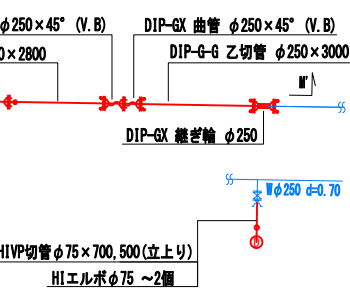 φ250×45° (V.B)
DIP-GX 曲管 φ250×45° (V.B)
0×2800
DIP-G-G 乙切管 φ250×3000
M'
DIP-GX 継ぎ輪 φ250
Wφ250 d=0.70
HIVP切管φ75×700,500(立上り)
HIエルボφ75 ～2個